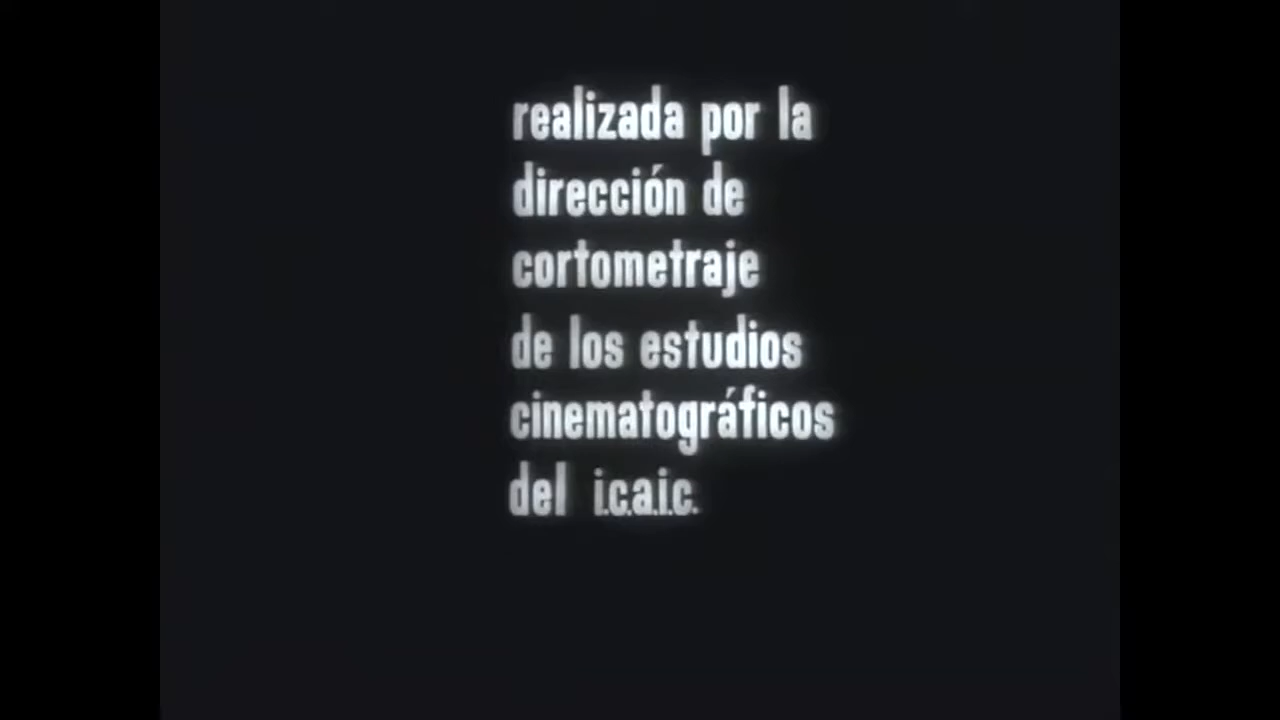 realizada por la
dirección de
cortometraje
de los estudios
cinematográficos
del i.c.a.i.c.